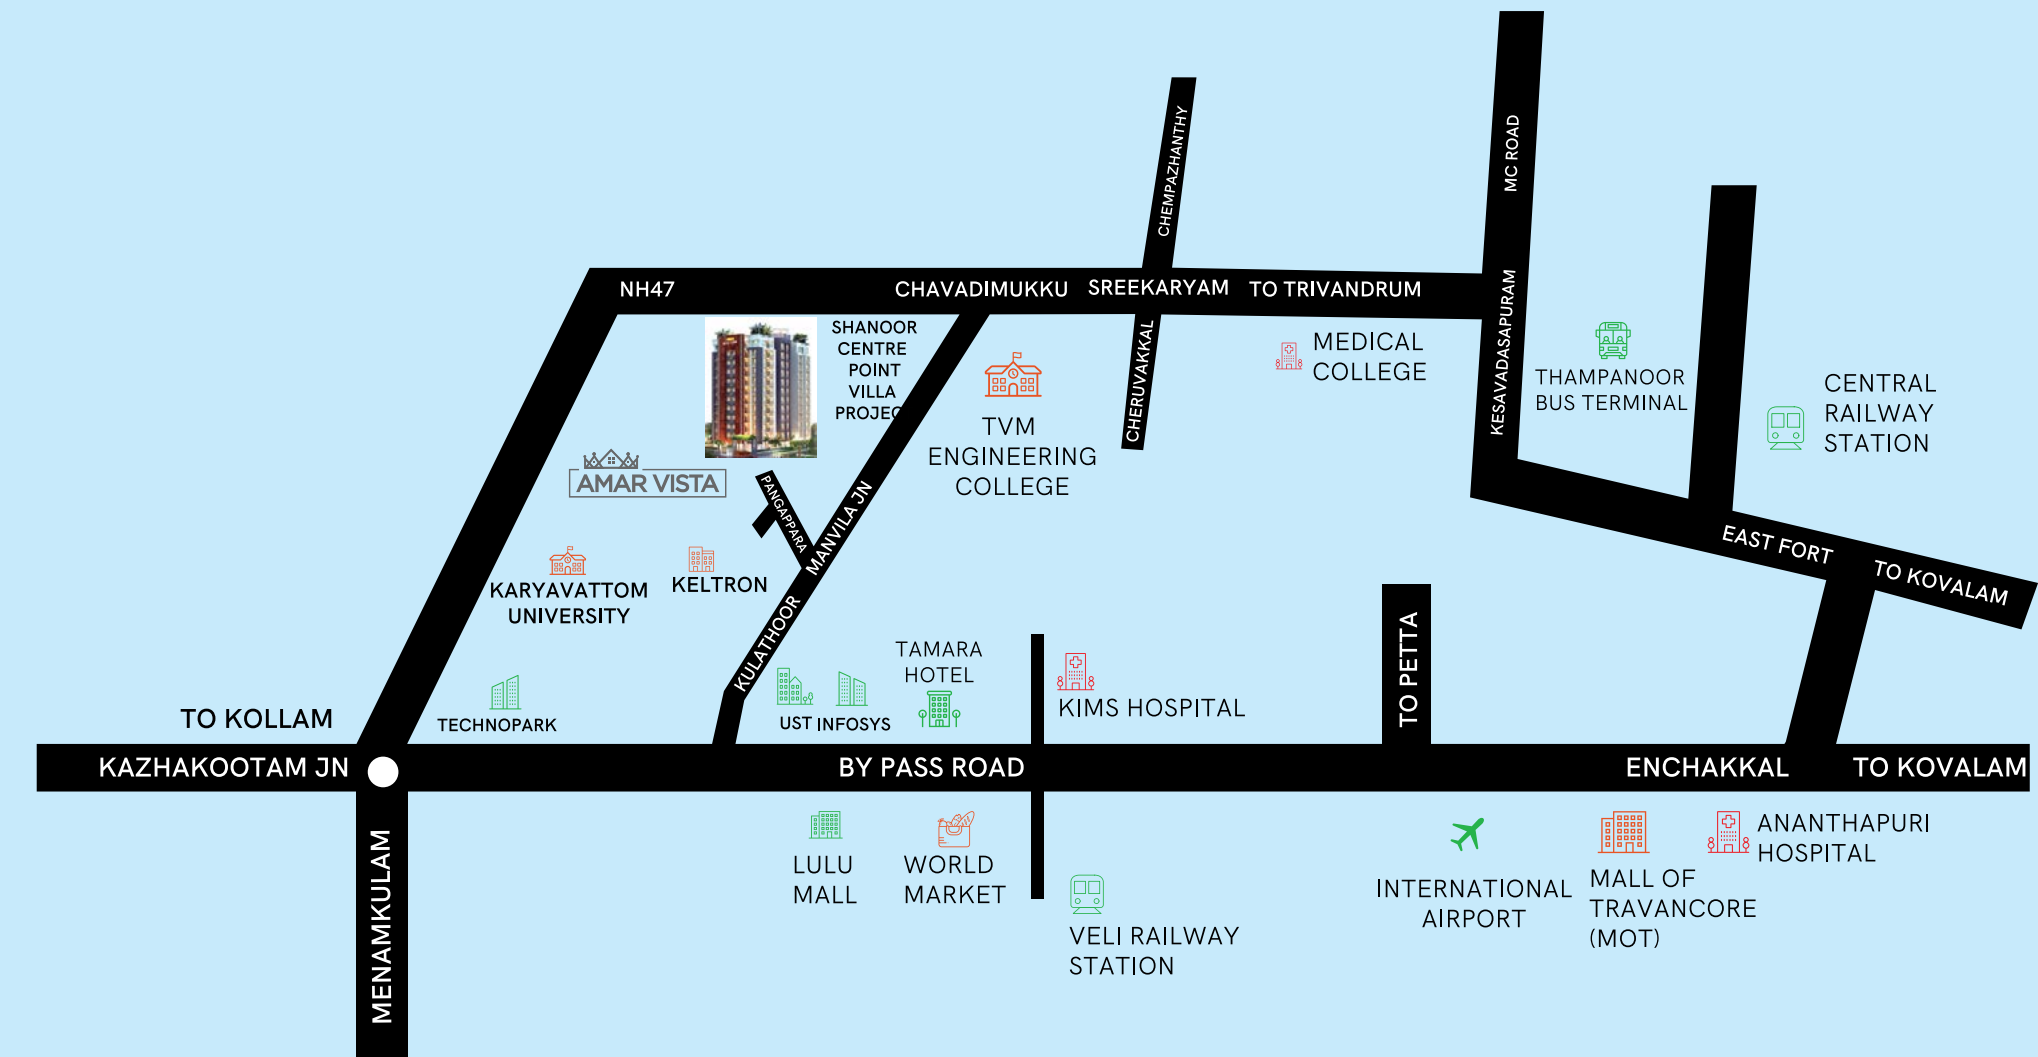 MC ROAD
CHEMPAZHANTHY
NH47
CHAVADIMUKKU
SREEKARYAM
TO TRIVANDRUM
KESAVADASAPURAM
SHANOOR
CENTRE
POINT
VILLA
PROJEC
CHERUVAKKAL
MEDICAL
COLLEGE
THAMPANOOR
BUS TERMINAL
CENTRAL
RAILWAY
STATION
TVM
ENGINEERING
COLLEGE
AMAR VISTA
PANGAPPARA
MANVILA JN
EAST FORT
TO KOVALAM
KARYAVATTOM
UNIVERSITY
KELTRON
KULATHOOR
TAMARA
HOTEL
TO PETTA
TECHNOPARK
UST
INFOSYS
KIMS HOSPITAL
TO KOLLAM
KAZHAKOOTAM JN
BY PASS ROAD
ENCHAKKAL
TO KOVALAM
MENAMKULAM
LULU
MALL
WORLD
MARKET
VELI RAILWAY
STATION
INTERNATIONAL
AIRPORT
MALL OF
TRAVANCORE
(MOT)
ANANTHAPURI
HOSPITAL